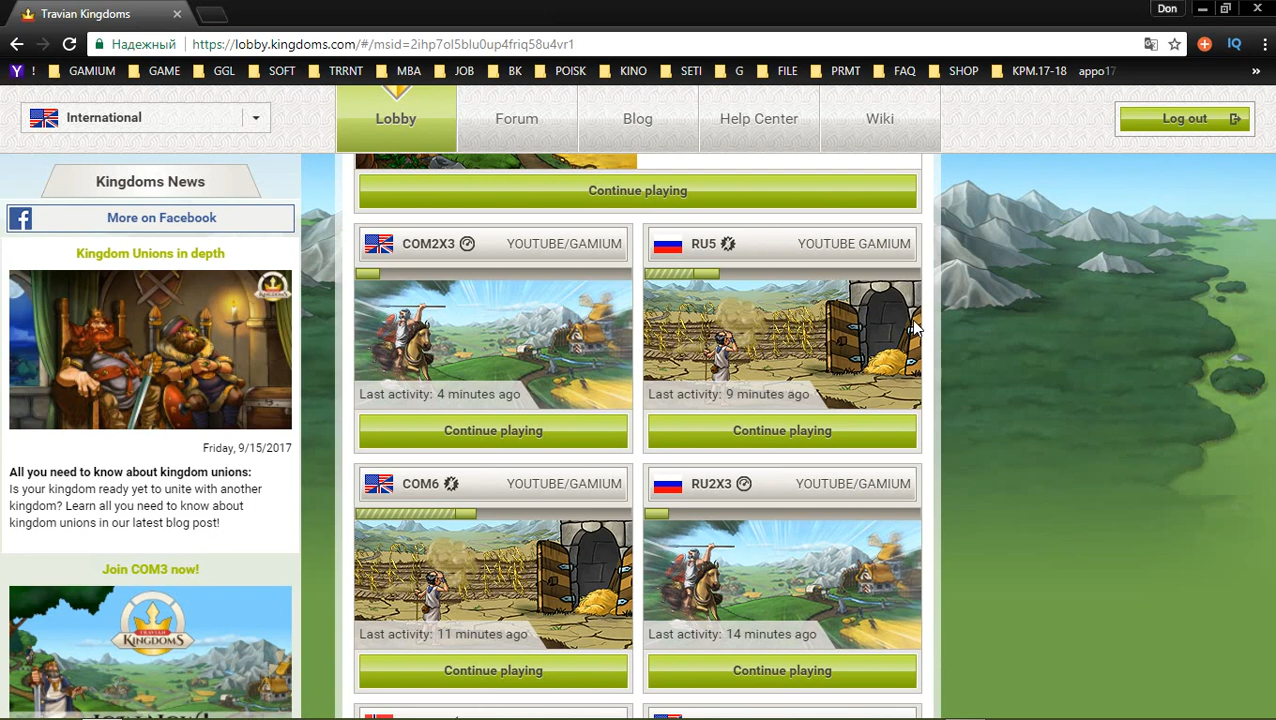 Travian Kingdoms
Don
Надежный https://lobby.kingdoms.com/#/msid=2ihp7ol5blu0up4friq58u4vr1
! GAMIUM GAME GGL SOFT TRRNT MBA JOB BK POISK KINO SETI G FILE PRMT FAQ SHOP KPM.17-18 appo17 »
International
Lobby Forum Blog Help Center Wiki
Log out
Kingdoms News
More on Facebook
Kingdom Unions in depth
KINGDOMS
Friday, 9/15/2017
All you need to know about kingdom unions:
Is your kingdom ready yet to unite with another
kingdom? Learn all you need to know about
kingdom unions in our latest blog post!
Join COM3 now!
TRAVIAN
KINGDOMS
Continue playing
COM2X3 YOUTUBE/GAMIUM
Last activity: 4 minutes ago
Continue playing
RU5 YOUTUBE GAMIUM
Last activity: 9 minutes ago
Continue playing
COM6 YOUTUBE/GAMIUM
Last activity: 11 minutes ago
Continue playing
RU2X3 YOUTUBE/GAMIUM
Last activity: 14 minutes ago
Continue playing